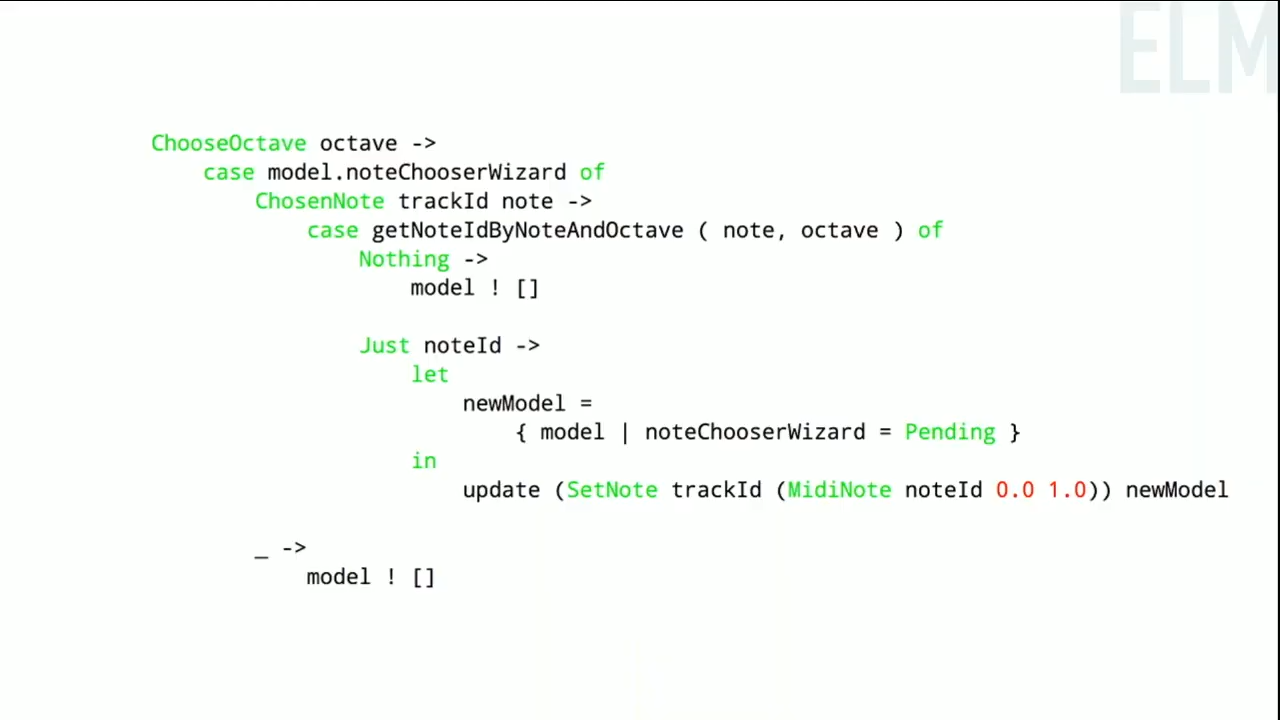 ELM
ChooseOctave octave ->
case model.noteChooserWizard of
ChosenNote trackId note ->
case getNoteIdByNoteAndOctave ( note, octave ) of
Nothing ->
model ! []
Just noteId ->
let
newModel =
{ model | noteChooserWizard = Pending }
in
update (SetNote trackId (MidiNote noteId 0.0 1.0)) newModel
_ ->
model ! []